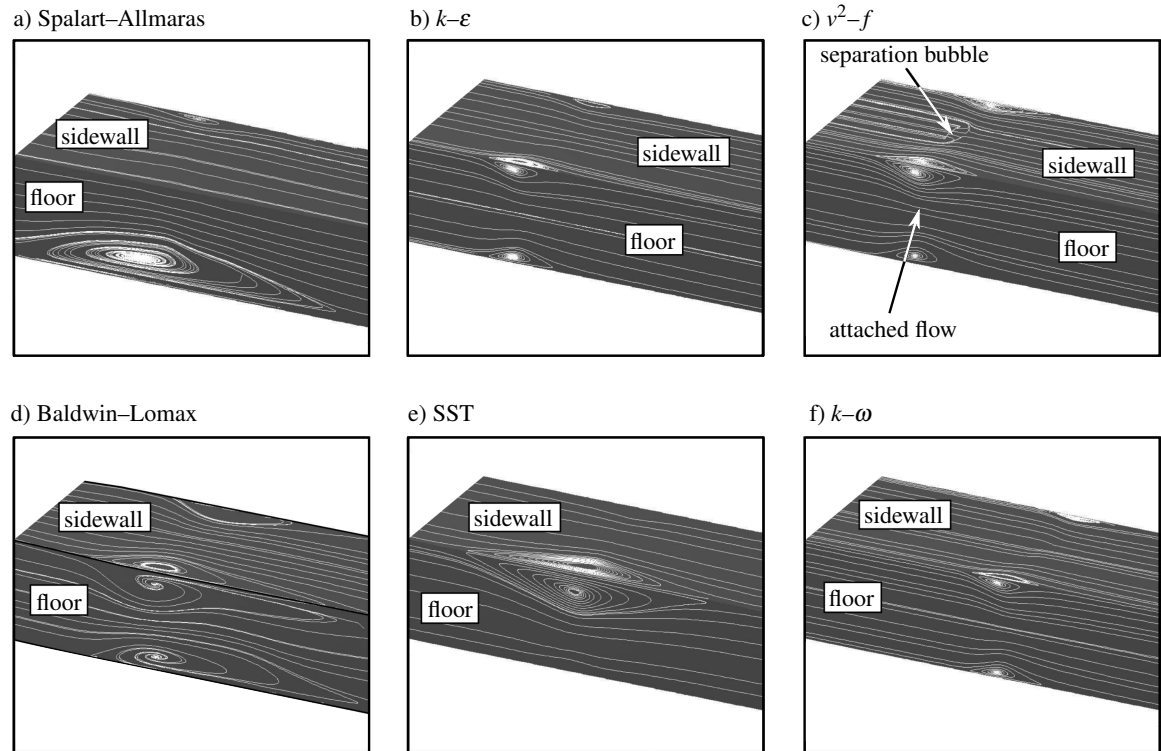 a) Spalart–Allmaras
sidewall
floor
b) k–ε
sidewall
floor
c) v²–f
separation bubble
sidewall
floor
attached flow
d) Baldwin–Lomax
sidewall
floor
e) SST
sidewall
floor
f) k–ω
sidewall
floor